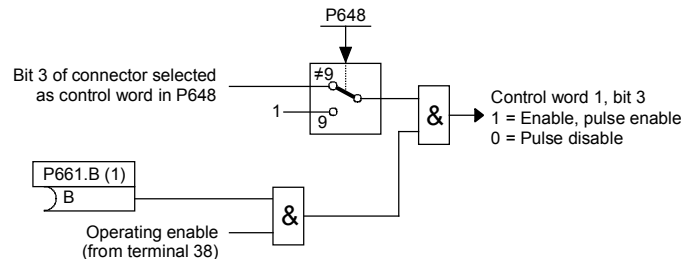 P648
Bit 3 of connector selected
as control word in P648
≠9
1
9
&
Control word 1, bit 3
1 = Enable, pulse enable
0 = Pulse disable
P661.B (1)
B
&
Operating enable
(from terminal 38)